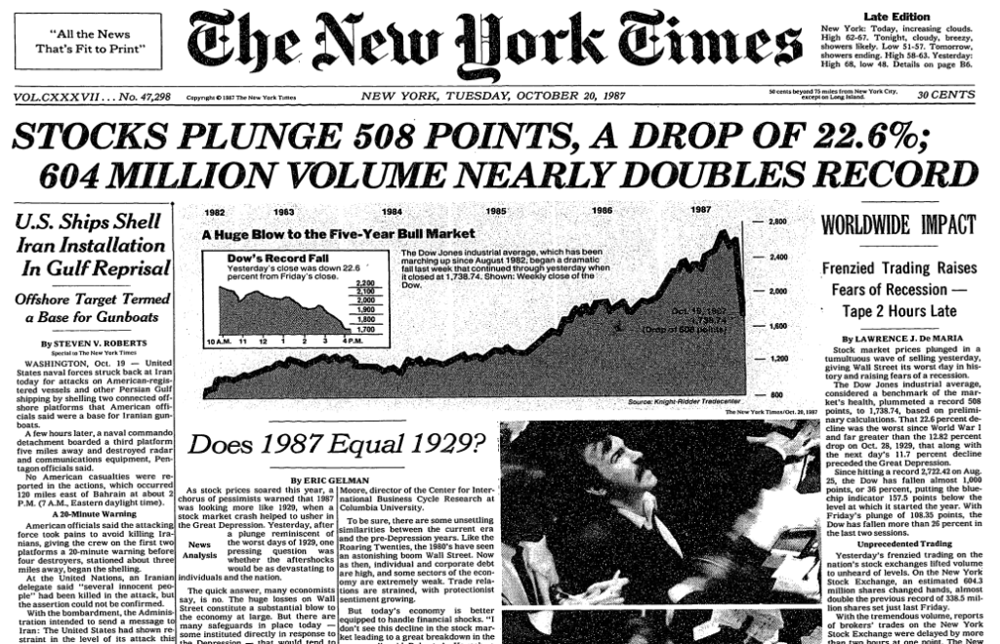 "All the News
That's Fit to Print"
The New York Times
Late Edition
New York: Today, increasing clouds.
High 62-67. Tonight, cloudy, breezy,
showers likely. Low 51-57. Tomorrow,
showers ending. High 58-63. Yesterday:
High 68, low 48. Details on page B6.
VOL.CXXXVII... No. 47,298
Copyright © 1987 The New York Times
NEW YORK, TUESDAY, OCTOBER 20, 1987
50 cents beyond 75 miles from New York City,
except on Long Island.
30 CENTS
STOCKS PLUNGE 508 POINTS, A DROP OF 22.6%;
604 MILLION VOLUME NEARLY DOUBLES RECORD
U.S. Ships Shell
Iran Installation
In Gulf Reprisal
Offshore Target Termed
a Base for Gunboats
By STEVEN V. ROBERTS
Special to The New York Times
WASHINGTON, Oct. 19 — United
States naval forces struck back at Iran
today for attacks on American-regis-
tered vessels and other Persian Gulf
shipping by shelling two connected off-
shore platforms that American offi-
cials said were a base for Iranian gun-
boats.
A few hours later, a naval commando
detachment boarded a third platform
five miles away and destroyed radar
and communications equipment, Pen-
tagon officials said.
No American casualties were re-
ported in the actions, which occurred
120 miles east of Bahrain at about 2
P.M. (7 A.M., Eastern daylight time).
A 20-Minute Warning
American officials said the attacking
force took pains to avoid killing Ira-
nians, giving the crew on the first two
platforms a 20-minute warning before
four destroyers, stationed about three
miles away, began the shelling.
At the United Nations, an Iranian
delegate said "several innocent peo-
ple" had been killed in the attack, but
the assertion could not be confirmed.
With the bombardment, the Adminis-
tration intended to send a message to
Iran: The United States had shown re-
straint in the level of its attack this
1982 1983 1984 1985 1986 1987
A Huge Blow to the Five-Year Bull Market
Dow's Record Fall
Yesterday's close was down 22.6
percent from Friday's close.
2,200
2,100
2,000
1,900
1,800
1,700
10 A.M. 11 12 1 2 3 4 P.M.
The Dow Jones industrial average, which has been
marching up since August 1982, began a dramatic
fall last week that continued through yesterday when
it closed at 1,738.74. Shown: Weekly close of the
Dow.
Oct. 19, 1987
1,738.74
(Drop of 508 points)
2,800
2,400
2,000
1,600
1,200
800
Source: Knight-Ridder Tradecenter
The New York Times/Oct. 20, 1987
Does 1987 Equal 1929?
By ERIC GELMAN
As stock prices soared this year, a
chorus of pessimists warned that 1987
was looking more like 1929, when a
stock market crash helped to usher in
the Great Depression. Yesterday, after
a plunge reminiscent of
the worst days of 1929, one
pressing question was
whether the aftershocks
would be as devastating to
individuals and the nation.
News
Analysis
The quick answer, many economists
say, is no. The huge losses on Wall
Street constitute a substantial blow to
the economy at large. But there are
many safeguards in place today —
some instituted directly in response to
the Depression — that would tend to
Moore, director of the Center for Inter-
national Business Cycle Research at
Columbia University.
To be sure, there are some unsettling
similarities between the current era
and the pre-Depression years. Like the
Roaring Twenties, the 1980's have seen
an astonishing boom Wall Street. Now
as then, individual and corporate debt
are high, and some sectors of the econ-
omy are extremely weak. Trade rela-
tions are strained, with protectionist
sentiment growing.
But today's economy is better
equipped to handle financial shocks. "I
don't see this decline in the stock mar-
ket leading to a great breakdown in the
WORLDWIDE IMPACT
Frenzied Trading Raises
Fears of Recession —
Tape 2 Hours Late
By LAWRENCE J. De MARIA
Stock market prices plunged in a
tumultuous wave of selling yesterday,
giving Wall Street its worst day in his-
tory and raising fears of a recession.
The Dow Jones industrial average,
considered a benchmark of the mar-
ket's health, plummeted a record 508
points, to 1,738.74, based on prelimi-
nary calculations. That 22.6 percent de-
cline was the worst since World War I
and far greater than the 12.82 percent
drop on Oct. 28, 1929, that along with
the next day's 11.7 percent decline
preceded the Great Depression.
Since hitting a record 2,722.42 on Aug.
25, the Dow has fallen almost 1,000
points, or 36 percent, putting the blue-
chip indicator 157.5 points below the
level at which it started the year. With
Friday's plunge of 108.35 points, the
Dow has fallen more than 26 percent in
the last two sessions.
Unprecedented Trading
Yesterday's frenzied trading on the
nation's stock exchanges lifted volume
to unheard of levels. On the New York
Stock Exchange, an estimated 604.3
million shares changed hands, almost
double the previous record of 338.5 mil-
lion shares set just last Friday.
With the tremendous volume, reports
of brokers' trades on the New York
Stock Exchange were delayed by more
than two hours at one point. The New